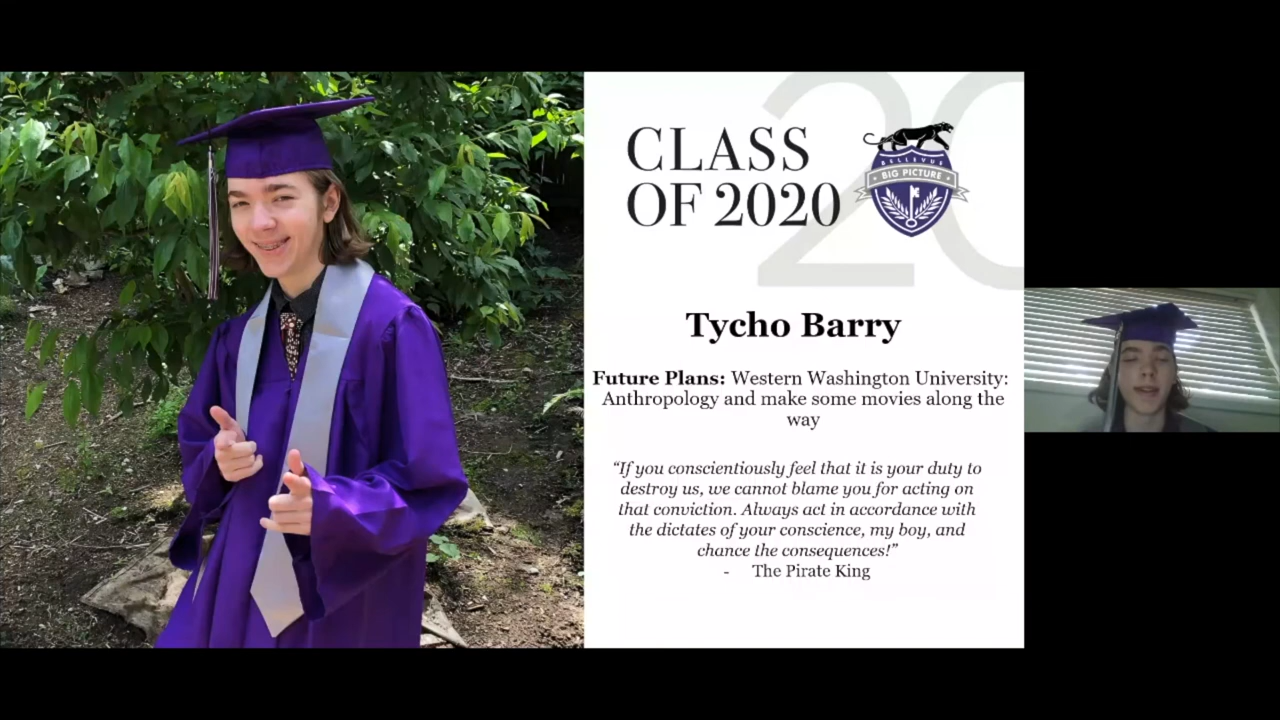 20
CLASS
OF 2020
BELLEVUE
BIG PICTURE
Tycho Barry
Future Plans: Western Washington University:
Anthropology and make some movies along the
way
“If you conscientiously feel that it is your duty to
destroy us, we cannot blame you for acting on
that conviction. Always act in accordance with
the dictates of your conscience, my boy, and
chance the consequences!”
- The Pirate King